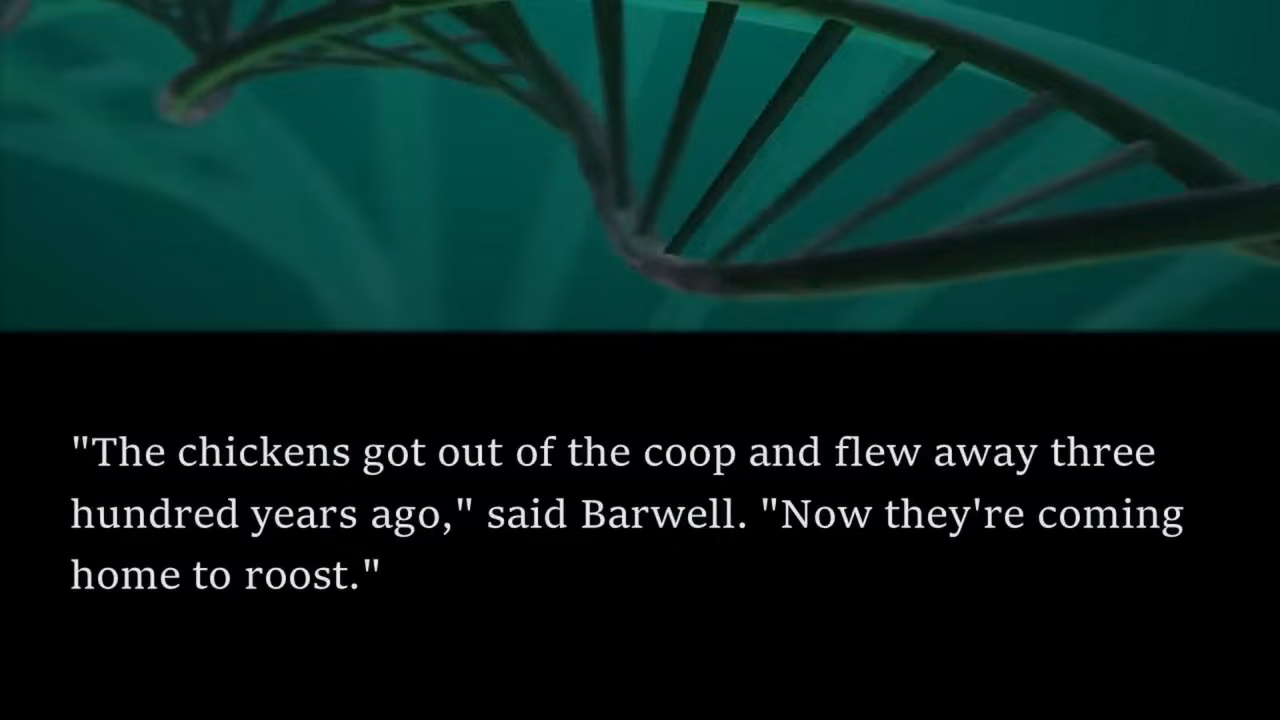 "The chickens got out of the coop and flew away three
hundred years ago," said Barwell. "Now they're coming
home to roost."